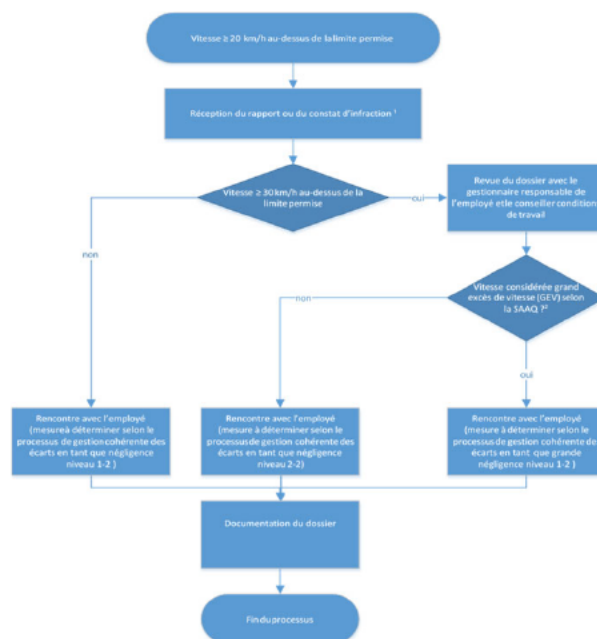 Vitesse ≥ 20 km/h au-dessus de la limite permise
Réception du rapport ou du constat d'infraction ¹
Vitesse ≥ 30 km/h au-dessus de la
limite permise
oui
Revue du dossier avec le
gestionnaire responsable de
l'employé et le conseiller condition
de travail
non
Vitesse considérée grand
excès de vitesse (GEV) selon
la SAAQ ?²
non
oui
Rencontre avec l'employé
(mesure à déterminer selon le
processus de gestion cohérente des
écarts en tant que négligence
niveau 1-2 )
Rencontre avec l'employé
(mesure à déterminer selon le
processus de gestion cohérente des
écarts en tant que négligence
niveau 2-2)
Rencontre avec l'employé
(mesure à déterminer selon le
processus de gestion cohérente des
écarts en tant que grande
négligence niveau 1-2 )
Documentation du dossier
Fin du processus